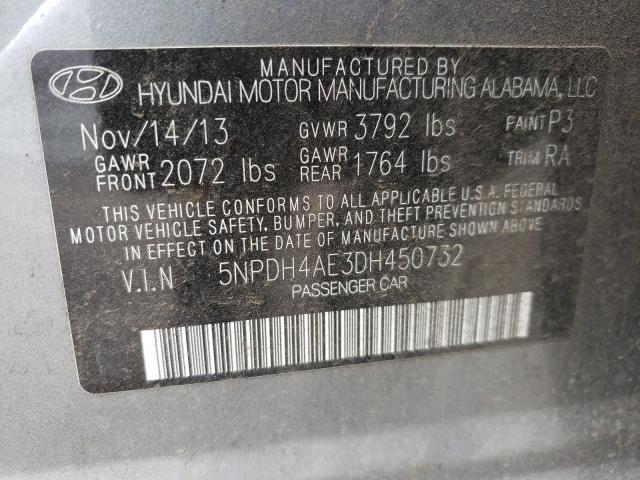 MANUFACTURED BY
HYUNDAI MOTOR MANUFACTURING ALABAMA, LLC
Nov/14/13 GVWR 3792 lbs PAINT P3
GAWR FRONT 2072 lbs GAWR REAR 1764 lbs TRIM RA
THIS VEHICLE CONFORMS TO ALL APPLICABLE U.S.A. FEDERAL
MOTOR VEHICLE SAFETY, BUMPER, AND THEFT PREVENTION STANDARDS
IN EFFECT ON THE DATE OF MANUFACTURE SHOWN ABOVE.
V.I.N 5NPDH4AE3DH450732
PASSENGER CAR